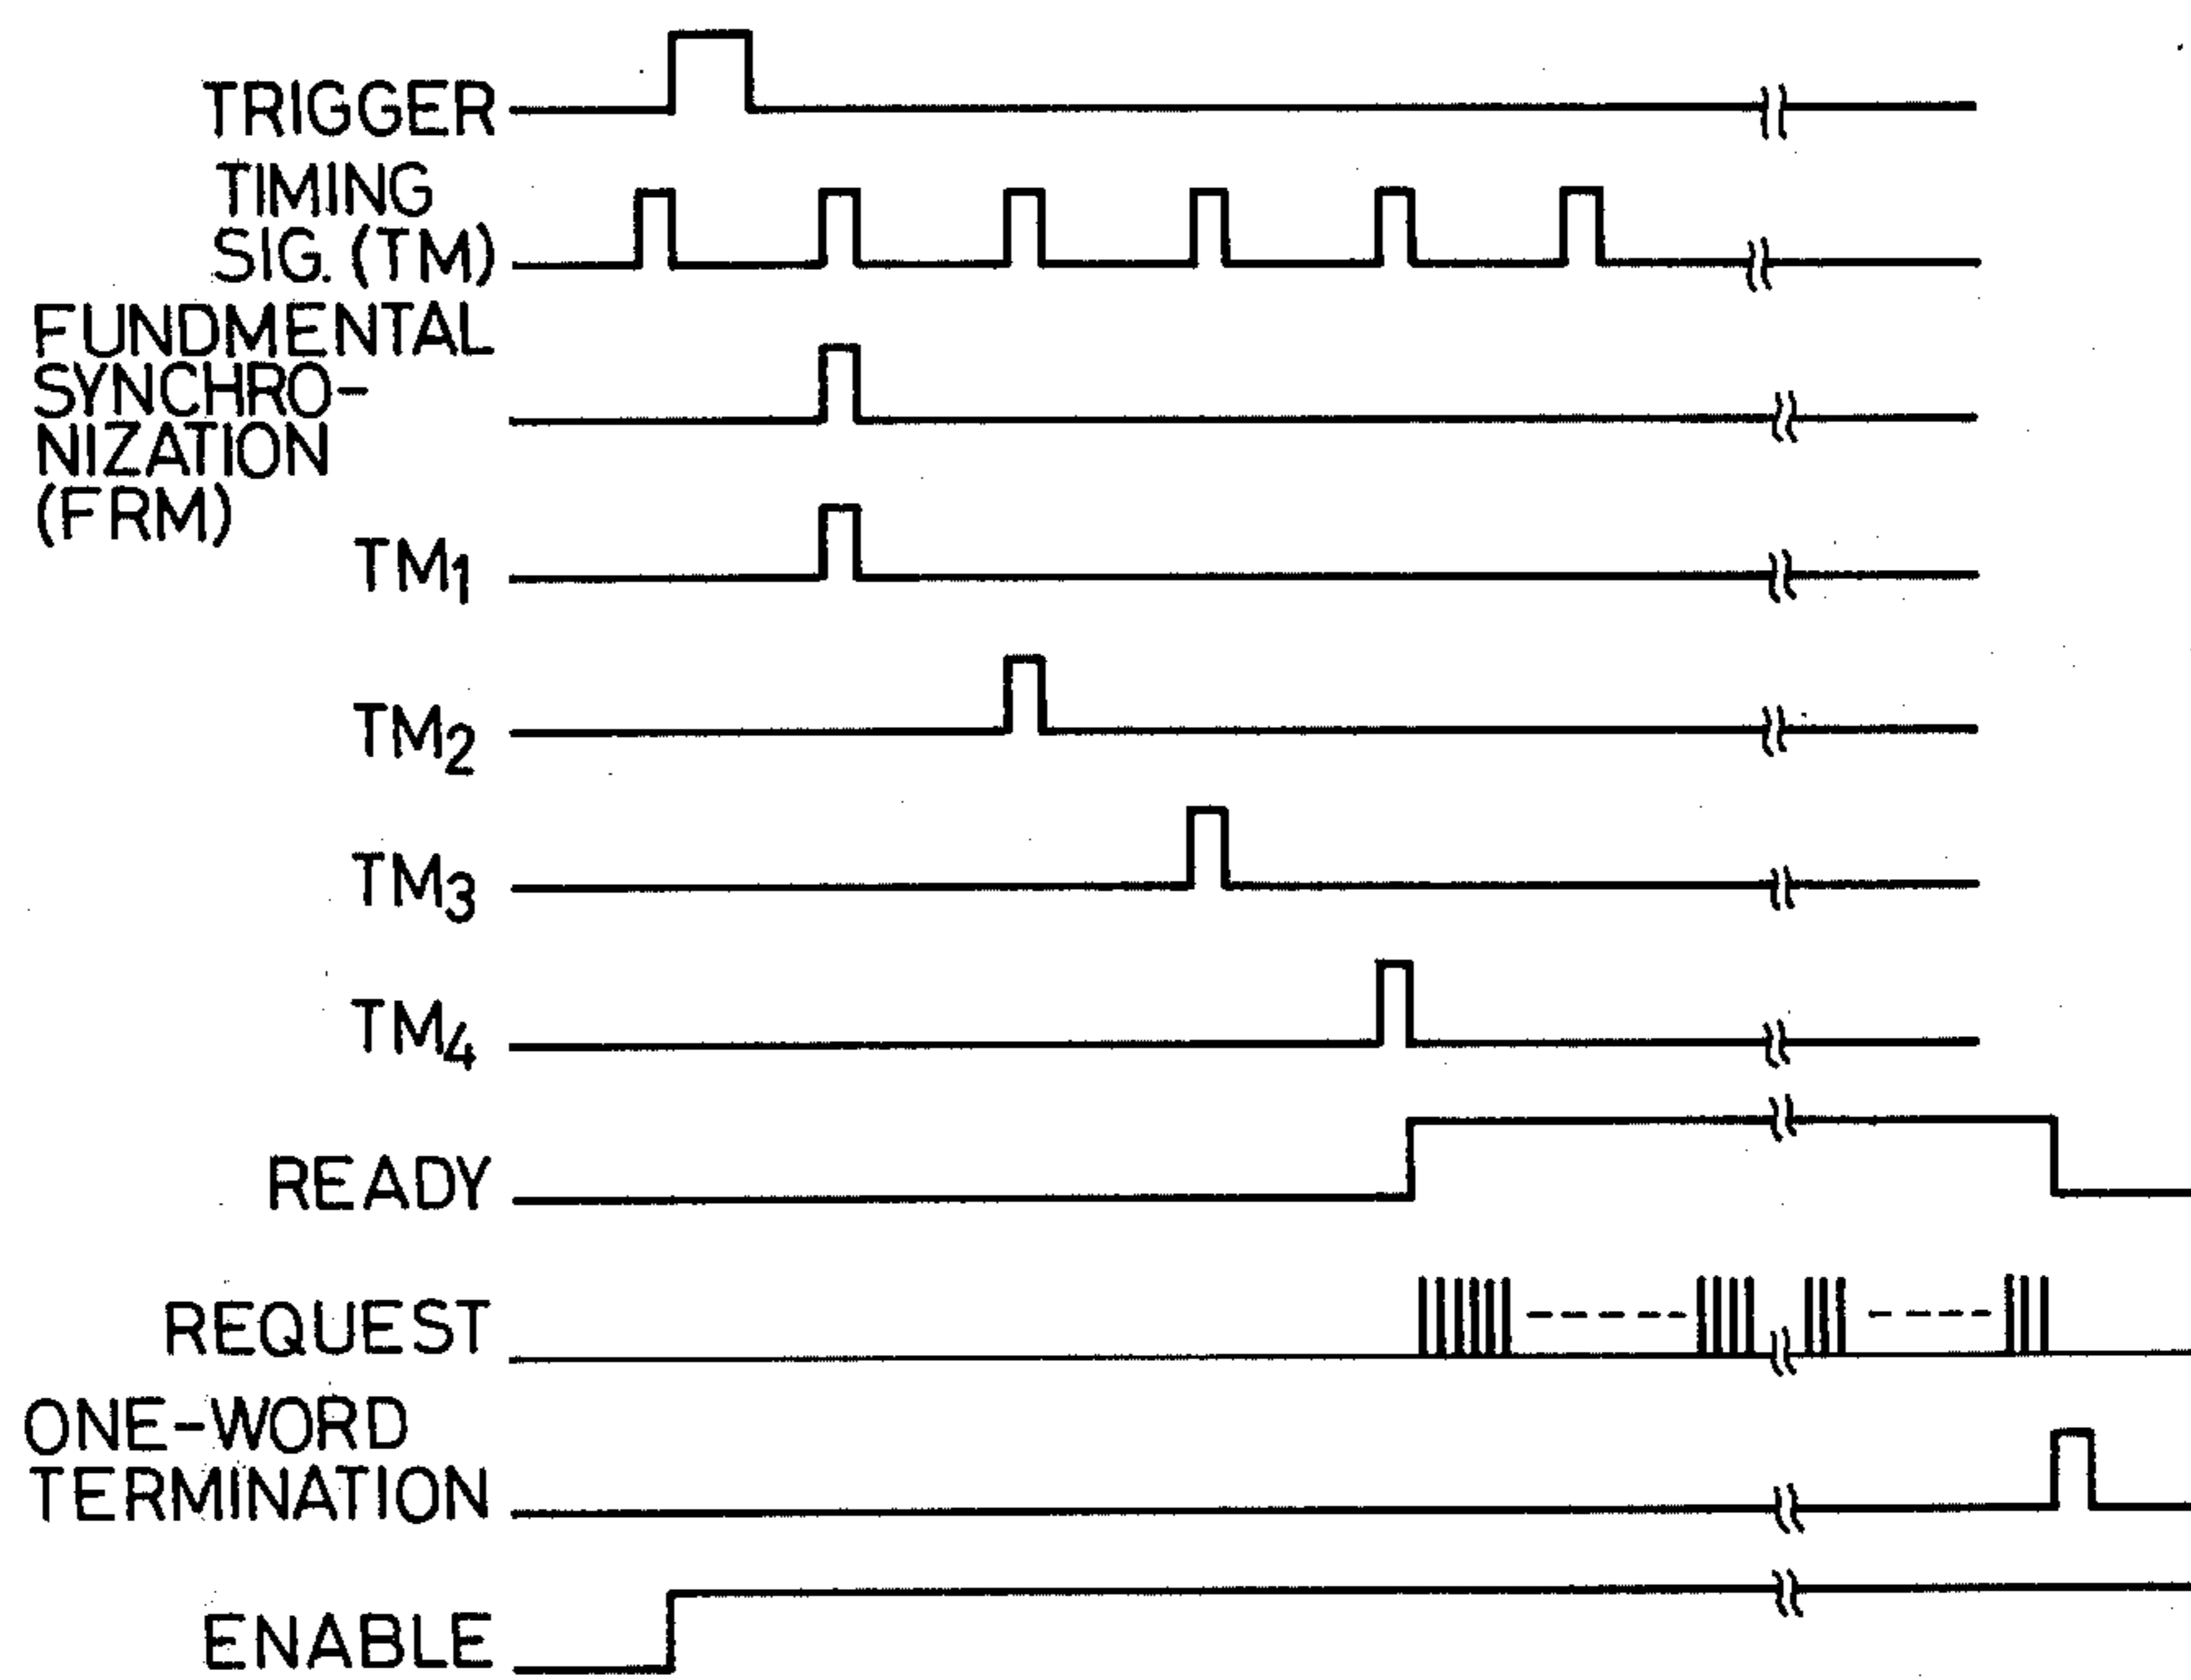 TRIGGER
TIMING
SIG. (TM)
FUNDMENTAL
SYNCHRO-
NIZATION
(FRM)
TM1
TM2
TM3
TM4
READY
REQUEST
ONE-WORD
TERMINATION
ENABLE